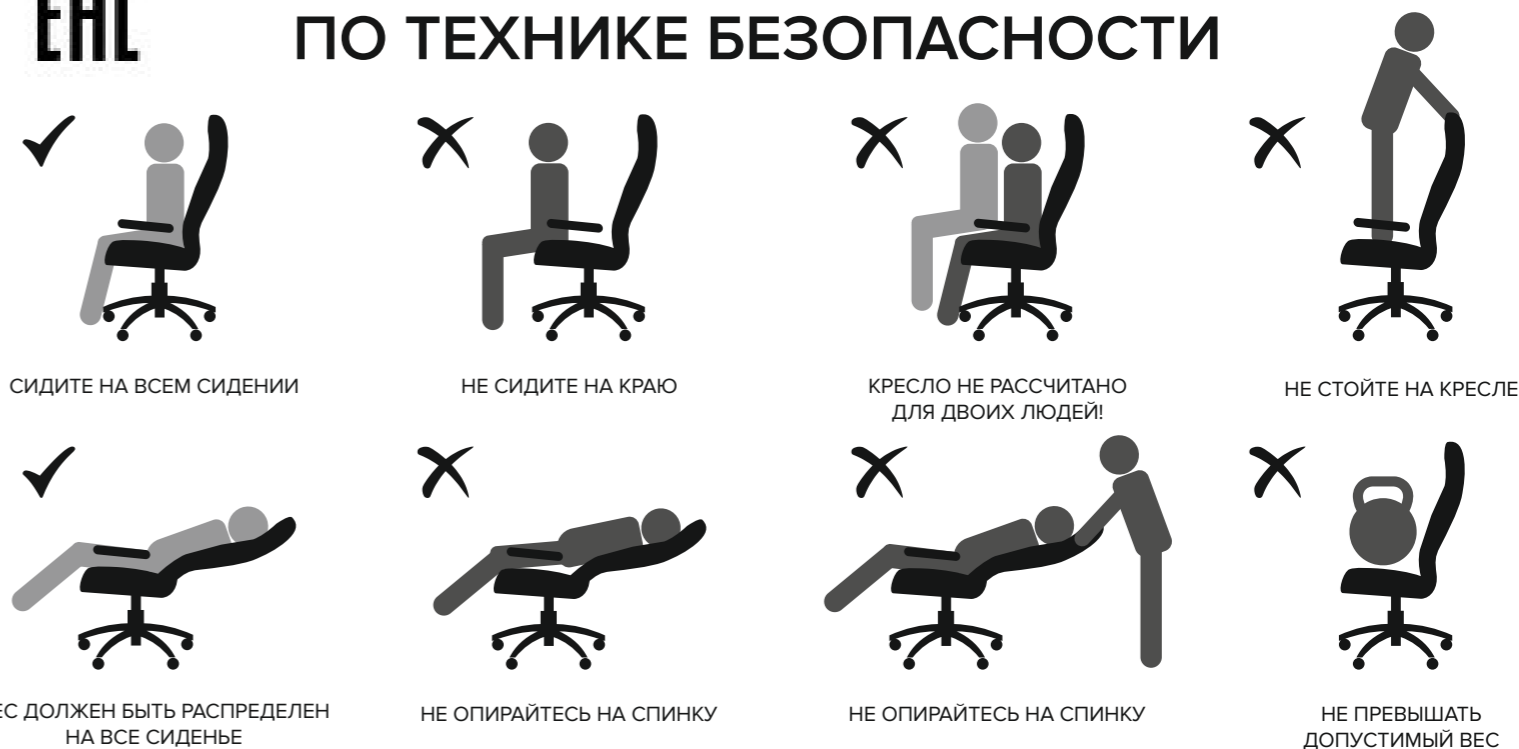 ПО ТЕХНИКЕ БЕЗОПАСНОСТИ
СИДИТЕ НА ВСЕМ СИДЕНИИ
НЕ СИДИТЕ НА КРАЮ
КРЕСЛО НЕ РАССЧИТАНО
ДЛЯ ДВОИХ ЛЮДЕЙ!
НЕ СТОЙТЕ НА КРЕСЛЕ
ЕС ДОЛЖЕН БЫТЬ РАСПРЕДЕЛЕН
НА ВСЕ СИДЕНЬЕ
НЕ ОПИРАЙТЕСЬ НА СПИНКУ
НЕ ОПИРАЙТЕСЬ НА СПИНКУ
НЕ ПРЕВЫШАТЬ
ДОПУСТИМЫЙ ВЕС